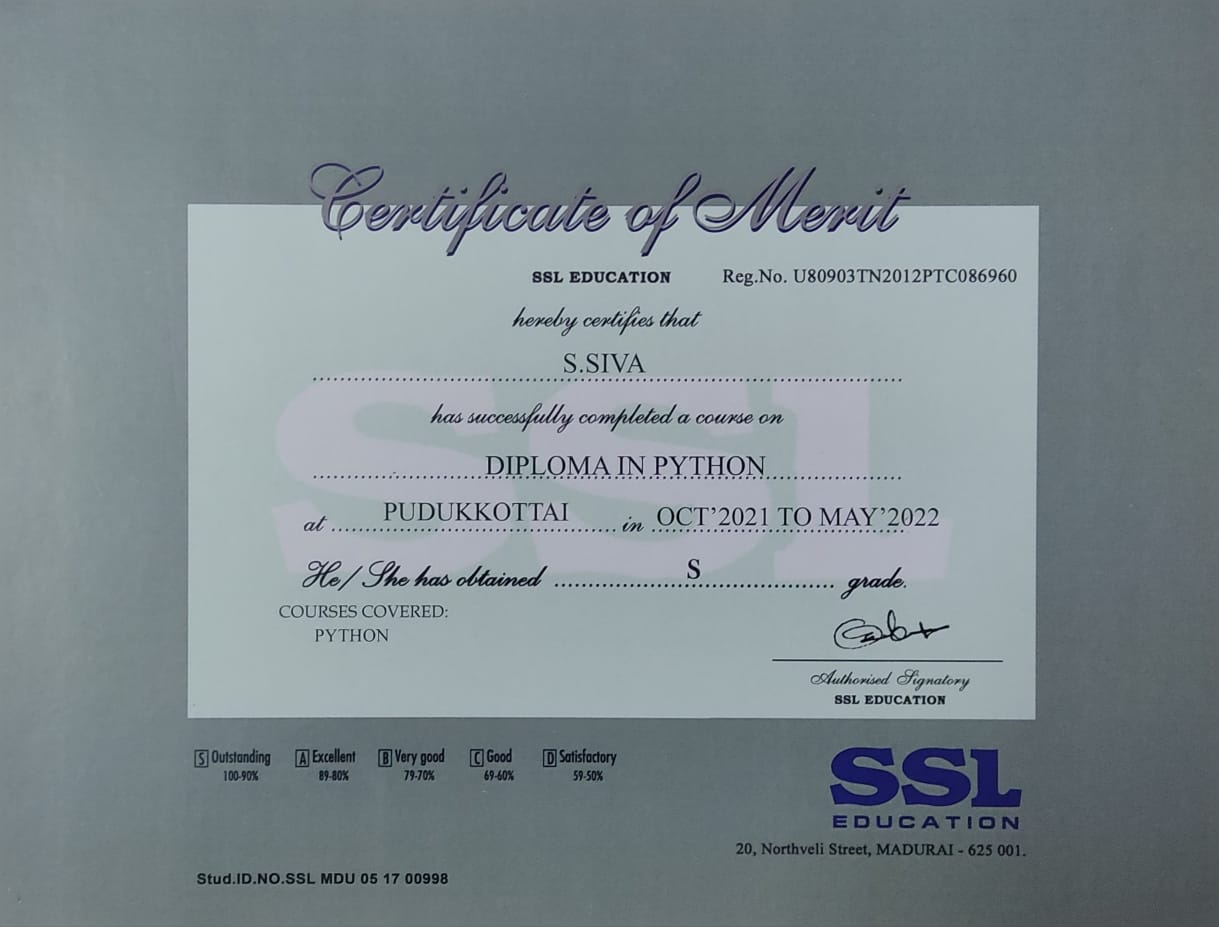 Certificate of Merit
SSL EDUCATION Reg.No. U80903TN2012PTC086960
hereby certifies that
S.SIVA
has successfully completed a course on
DIPLOMA IN PYTHON
at PUDUKKOTTAI in OCT'2021 TO MAY'2022
He/ She has obtained S grade.
COURSES COVERED:
PYTHON
Authorised Signatory
SSL EDUCATION
S Outstanding A Excellent B Very good C Good D Satisfactory
100-90% 89-80% 79-70% 69-60% 59-50%
SSL
EDUCATION
20, Northveli Street, MADURAI - 625 001.
Stud.ID.NO.SSL MDU 05 17 00998
SSL